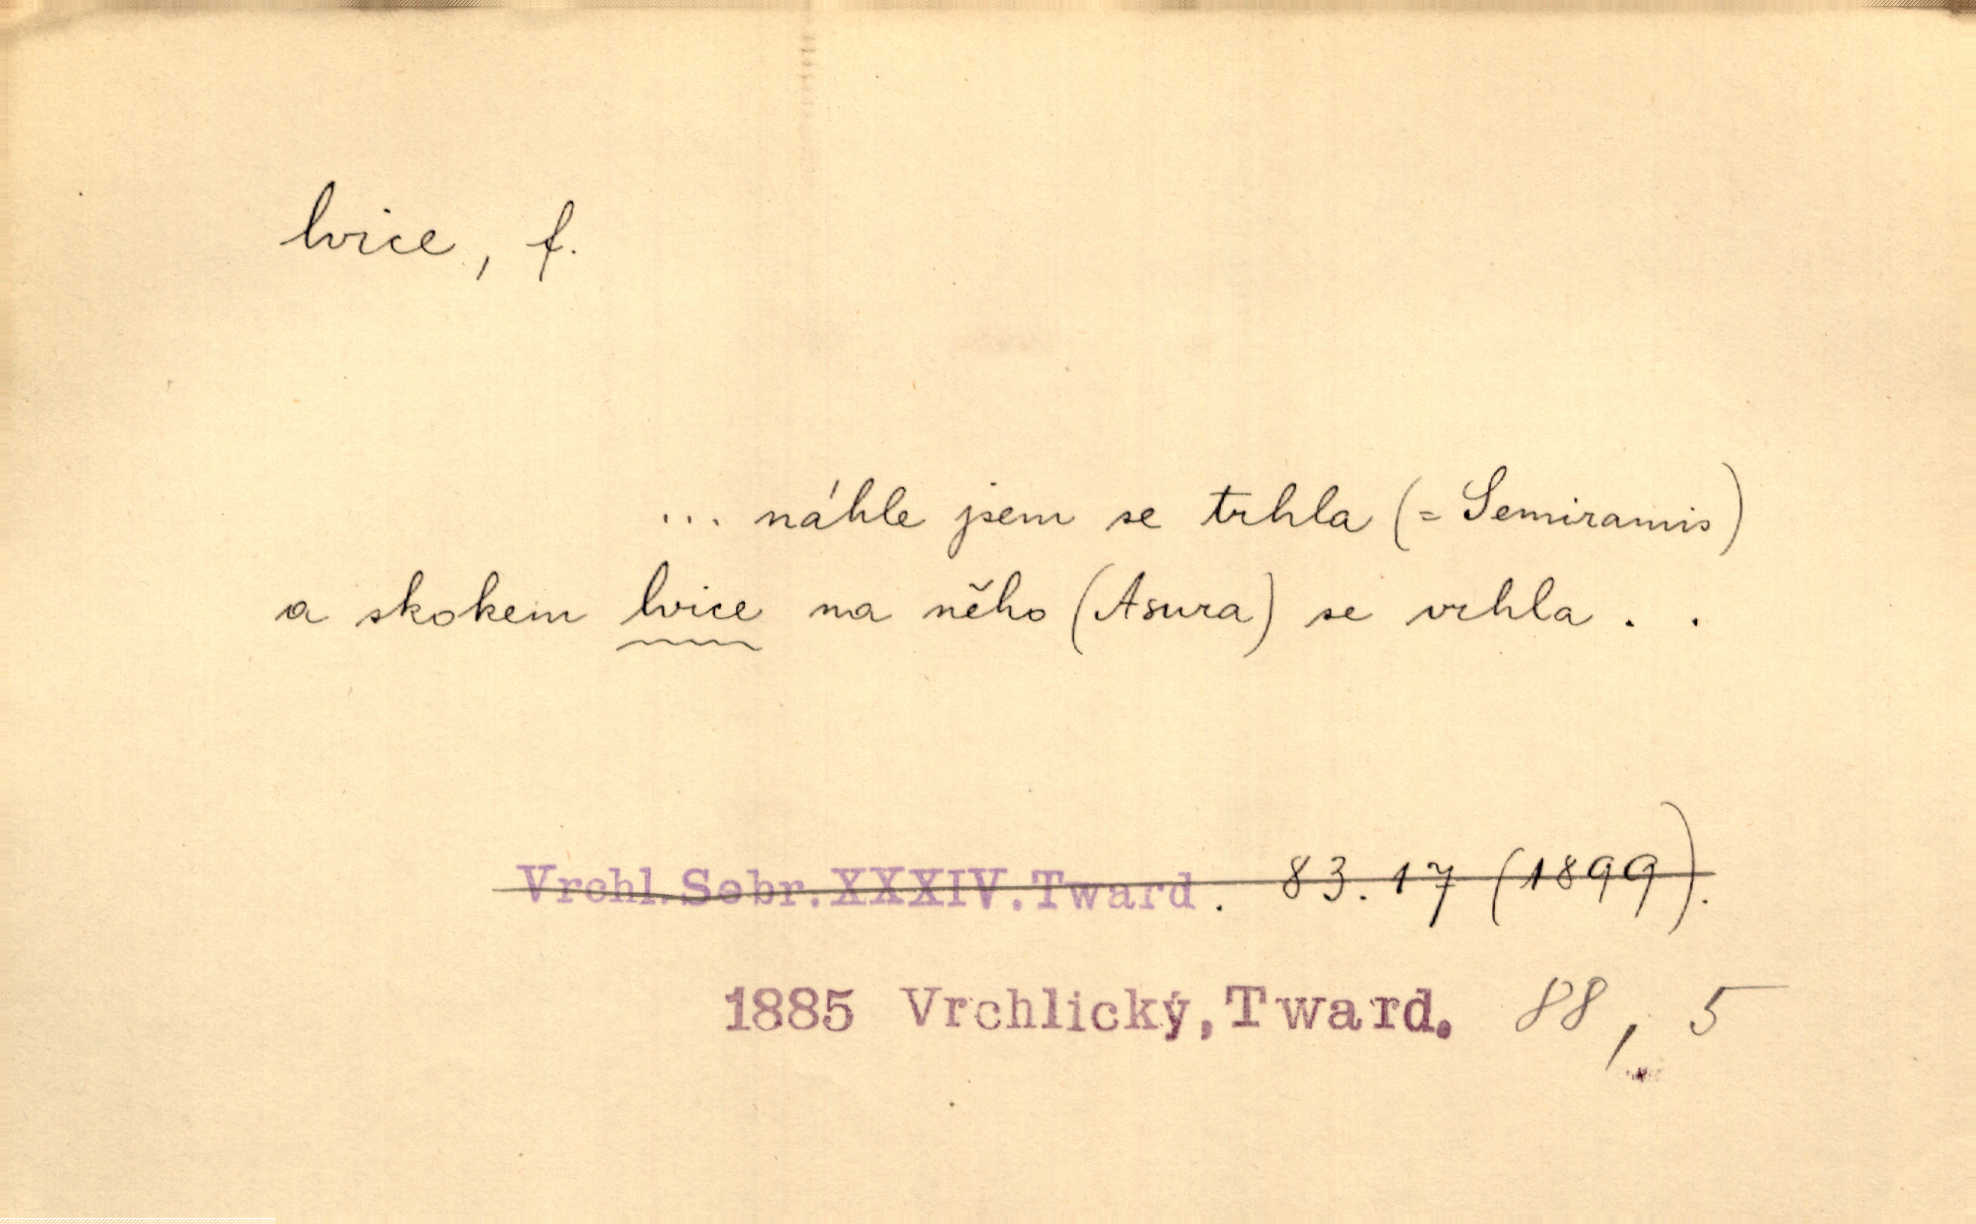 lvice, f.
... náhle jsem se trhla (= Semiramis)
a skokem lvice na něho (Asura) se vrhla . .
Vrchl. Sebr. XXXIV. Tward. 83.17 (1899).
1885 Vrchlický, Tward. 88, 5